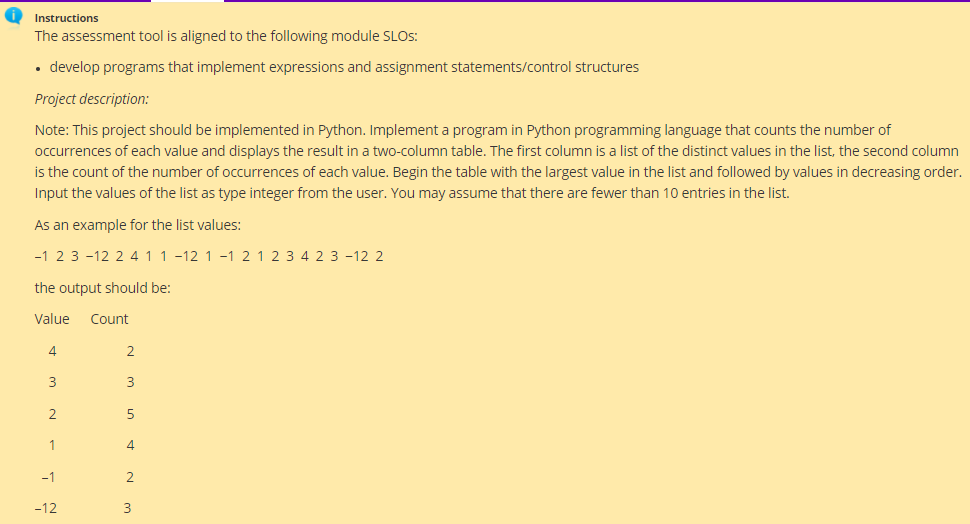 Instructions
The assessment tool is aligned to the following module SLOs:
• develop programs that implement expressions and assignment statements/control structures
Project description:
Note: This project should be implemented in Python. Implement a program in Python programming language that counts the number of
occurrences of each value and displays the result in a two-column table. The first column is a list of the distinct values in the list, the second column
is the count of the number of occurrences of each value. Begin the table with the largest value in the list and followed by values in decreasing order.
Input the values of the list as type integer from the user. You may assume that there are fewer than 10 entries in the list.
As an example for the list values:
–1 2 3 –12 2 4 1 1 –12 1 –1 2 1 2 3 4 2 3 –12 2
the output should be:
Value Count
4 2
3 3
2 5
1 4
–1 2
–12 3